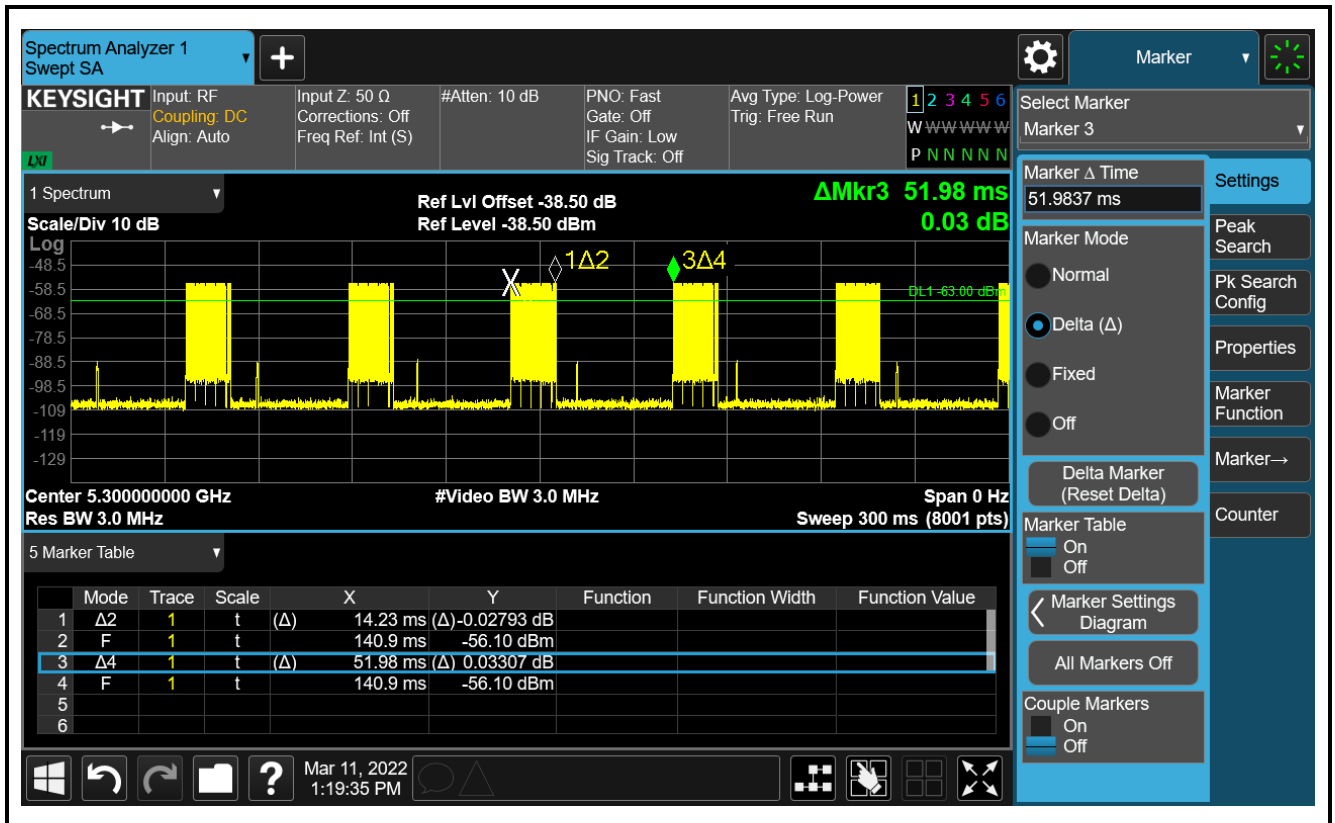 Spectrum Analyzer 1
Swept SA
Marker
KEYSIGHT
LXI
Input: RF
Coupling: DC
Align: Auto
Input Z: 50 Ω
Corrections: Off
Freq Ref: Int (S)
#Atten: 10 dB
PNO: Fast
Gate: Off
IF Gain: Low
Sig Track: Off
Avg Type: Log-Power
Trig: Free Run
1 2 3 4 5 6
W W W W W W
P N N N N N
1 Spectrum
Scale/Div 10 dB
Ref Lvl Offset -38.50 dB
Ref Level -38.50 dBm
ΔMkr3 51.98 ms
0.03 dB
Log
-48.5
-58.5
-68.5
-78.5
-88.5
-98.5
-109
-119
-129
X
1Δ2
3Δ4
DL1 -63.00 dBm
Center 5.300000000 GHz
#Video BW 3.0 MHz
Span 0 Hz
Res BW 3.0 MHz
Sweep 300 ms (8001 pts)
5 Marker Table
Mode Trace Scale X Y Function Function Width Function Value
1 Δ2 1 t (Δ) 14.23 ms (Δ) -0.02793 dB
2 F 1 t 140.9 ms -56.10 dBm
3 Δ4 1 t (Δ) 51.98 ms (Δ) 0.03307 dB
4 F 1 t 140.9 ms -56.10 dBm
5
6
Mar 11, 2022
1:19:35 PM
?
Select Marker
Marker 3
Marker Δ Time
51.9837 ms
Marker Mode
Normal
Delta (Δ)
Fixed
Off
Delta Marker
(Reset Delta)
Marker Table
On
Off
Marker Settings
Diagram
All Markers Off
Couple Markers
On
Off
Settings
Peak
Search
Pk Search
Config
Properties
Marker
Function
Marker→
Counter